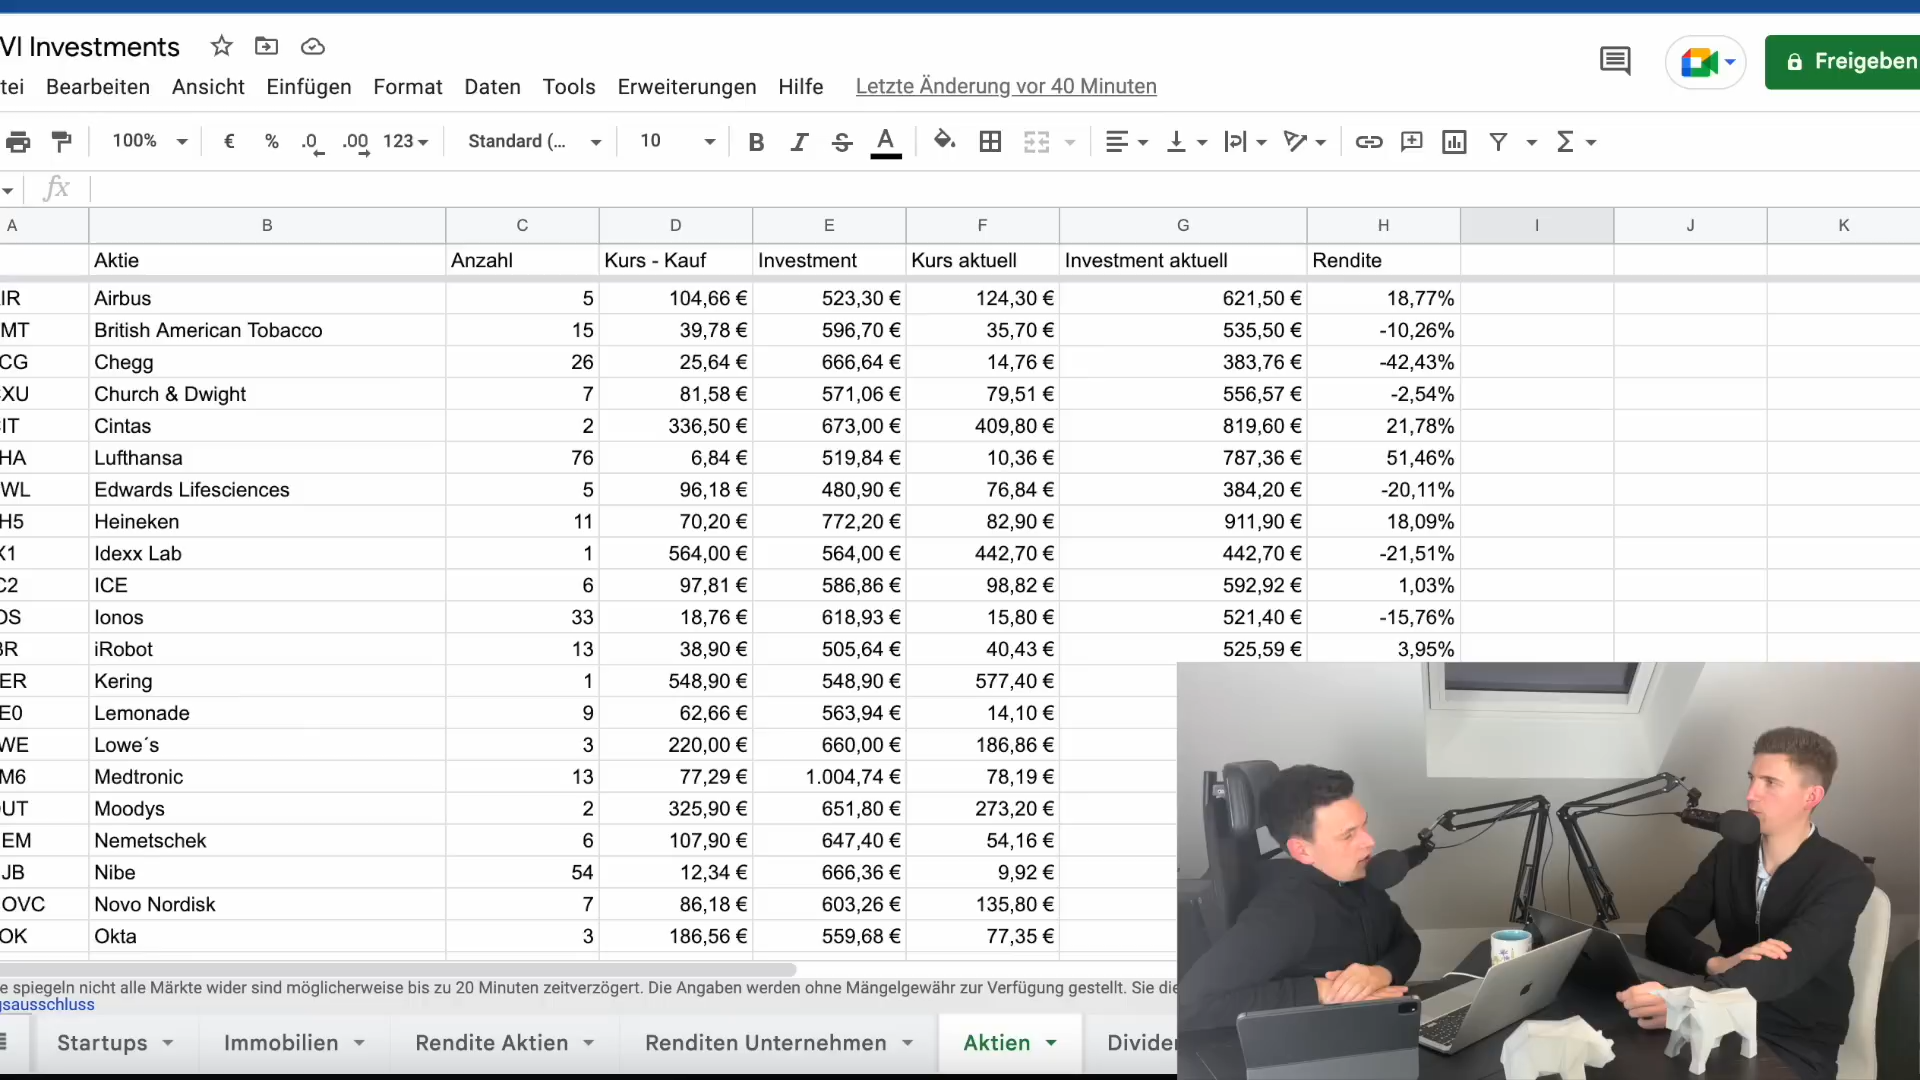 VI Investments
tei Bearbeiten Ansicht Einfügen Format Daten Tools Erweiterungen Hilfe Letzte Änderung vor 40 Minuten
Freigeben
100% € % .0 .00 123 Standard (... 10 B I S A Σ
fx
A B C D E F G H I J K
Aktie Anzahl Kurs - Kauf Investment Kurs aktuell Investment aktuell Rendite
IR Airbus 5 104,66 € 523,30 € 124,30 € 621,50 € 18,77%
MT British American Tobacco 15 39,78 € 596,70 € 35,70 € 535,50 € -10,26%
CG Chegg 26 25,64 € 666,64 € 14,76 € 383,76 € -42,43%
XU Church & Dwight 7 81,58 € 571,06 € 79,51 € 556,57 € -2,54%
IT Cintas 2 336,50 € 673,00 € 409,80 € 819,60 € 21,78%
HA Lufthansa 76 6,84 € 519,84 € 10,36 € 787,36 € 51,46%
WL Edwards Lifesciences 5 96,18 € 480,90 € 76,84 € 384,20 € -20,11%
H5 Heineken 11 70,20 € 772,20 € 82,90 € 911,90 € 18,09%
X1 Idexx Lab 1 564,00 € 564,00 € 442,70 € 442,70 € -21,51%
C2 ICE 6 97,81 € 586,86 € 98,82 € 592,92 € 1,03%
OS Ionos 33 18,76 € 618,93 € 15,80 € 521,40 € -15,76%
BR iRobot 13 38,90 € 505,64 € 40,43 € 525,59 € 3,95%
ER Kering 1 548,90 € 548,90 € 577,40 €
E0 Lemonade 9 62,66 € 563,94 € 14,10 €
WE Lowe´s 3 220,00 € 660,00 € 186,86 €
M6 Medtronic 13 77,29 € 1.004,74 € 78,19 €
UT Moodys 2 325,90 € 651,80 € 273,20 €
EM Nemetschek 6 107,90 € 647,40 € 54,16 €
JB Nibe 54 12,34 € 666,36 € 9,92 €
OVC Novo Nordisk 7 86,18 € 603,26 € 135,80 €
OK Okta 3 186,56 € 559,68 € 77,35 €
e spiegeln nicht alle Märkte wider sind möglicherweise bis zu 20 Minuten zeitverzögert. Die Angaben werden ohne Mängelgewähr zur Verfügung gestellt. Sie die
gsausschluss
Startups Immobilien Rendite Aktien Renditen Unternehmen Aktien Divide